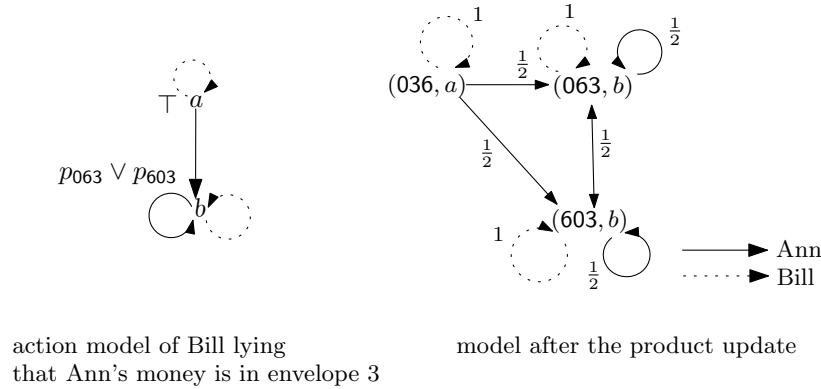 ⊤
a
p063 ∨ p603
b
1
1
1/2
(036, a)
1/2
(063, b)
1/2
1/2
(603, b)
1
1/2
Ann
Bill
action model of Bill lying
that Ann's money is in envelope 3
model after the product update